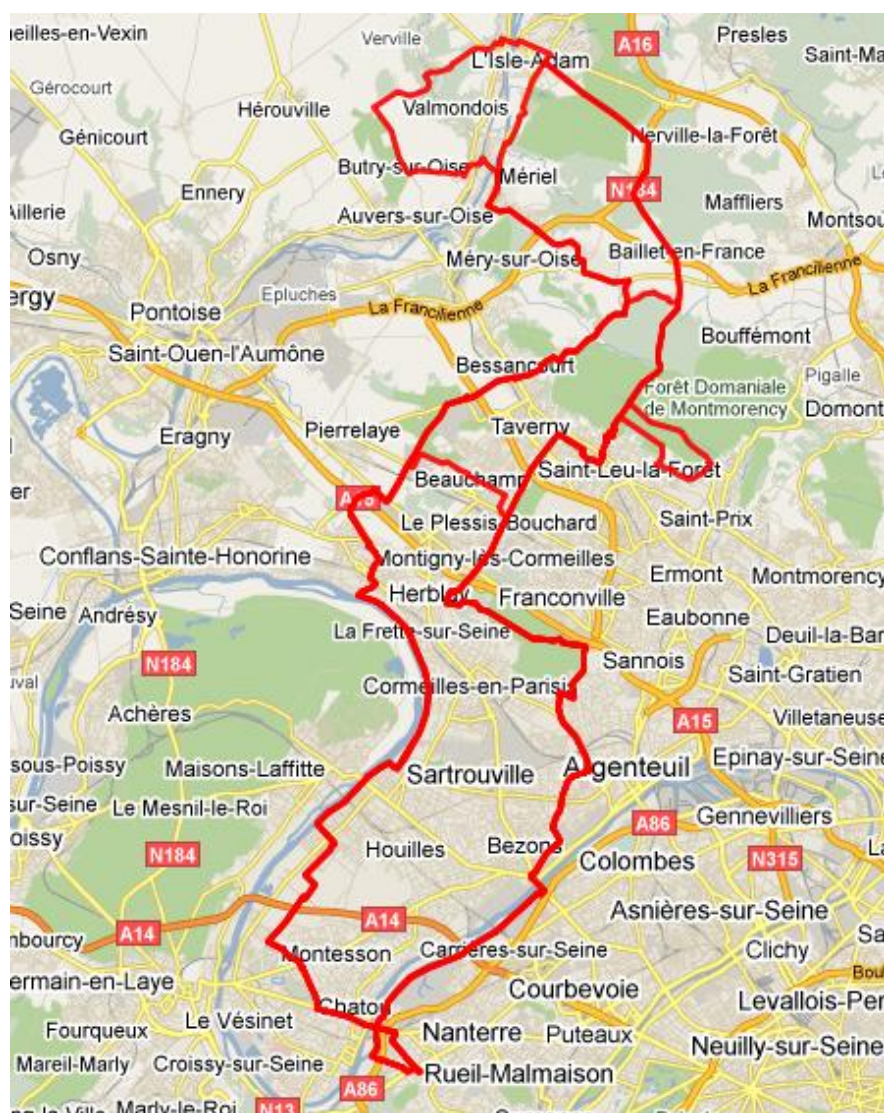 eilles-en-Vexin
Verville
A16
Presles
L'Isle-Adam
Saint-Ma
Gérocourt
Hérouville
Valmondois
Génicourt
Nerville-la-Forêt
Butry-sur-Oise
Mériel
Ennery
N184
Maffliers
Aillerie
Auvers-sur-Oise
Montsou
Osny
Méry-sur-Oise
Baillet-en-France
ergy
Epluches
La Francilienne
La Francilienne
Pontoise
Bouffémont
Saint-Ouen-l'Aumône
Bessancourt
Pigalle
Forêt Domaniale
de Montmorency
Domont
Eragny
Pierrelaye
Taverny
Saint-Leu-la-Forêt
er
Beauchamp
A15
Le Plessis-Bouchard
Saint-Prix
Conflans-Sainte-Honorine
Montigny-lès-Cormeilles
Ermont
Montmorency
Herblay
Franconville
Seine
Andrésy
Eaubonne
La Frette-sur-Seine
Deuil-la-Bar
N184
Sannois
Saint-Gratien
uval
Cormeilles-en-Parisis
Achères
A15
Villetaneuse
sous-Poissy
Maisons-Laffitte
Sartrouville
Argenteuil
Epinay-sur-Seine
sur-Seine
Le Mesnil-le-Roi
A86
Gennevilliers
oissy
N184
Houilles
Bezons
Colombes
N315
La
Asnières-sur-Seine
A14
mbourcy
A14
Montesson
Carrières-sur-Seine
Clichy
Sa
Bou
ermain-en-Laye
Chatou
Courbevoie
Levallois-Per
Le Vésinet
Fourqueux
Nanterre
Puteaux
Neuilly-sur-Seine
Mareil-Marly
Croissy-sur-Seine
A86
Rueil-Malmaison
Marly-le-Roi
N13